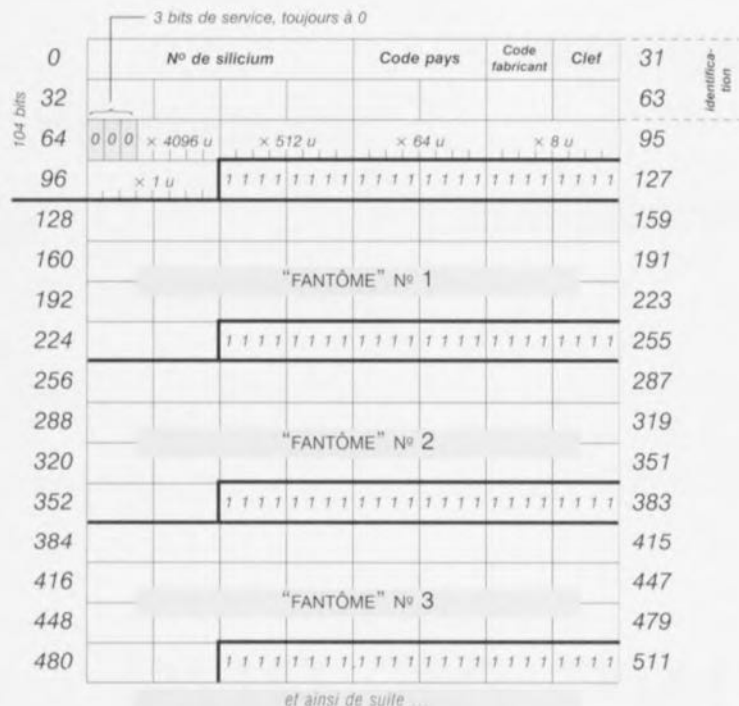 3 bits de service, toujours à 0
0 Nº de silicium Code pays Code fabricant Clef 31
32 63
identifica-
tion
104 bits
64 0 0 0 × 4096 u × 512 u × 64 u × 8 u 95
96 × 1 u 1 1 1 1 1 1 1 1 1 1 1 1 1 1 1 1 1 1 1 1 1 1 1 1 127
128 159
160 191
"FANTÔME" Nº 1
192 223
224 1 1 1 1 1 1 1 1 1 1 1 1 1 1 1 1 1 1 1 1 1 1 1 1 255
256 287
288 319
"FANTÔME" Nº 2
320 351
352 1 1 1 1 1 1 1 1 1 1 1 1 1 1 1 1 1 1 1 1 1 1 1 1 383
384 415
416 447
"FANTÔME" Nº 3
448 479
480 1 1 1 1 1 1 1 1 1 1 1 1 1 1 1 1 1 1 1 1 1 1 1 1 511
et ainsi de suite ...